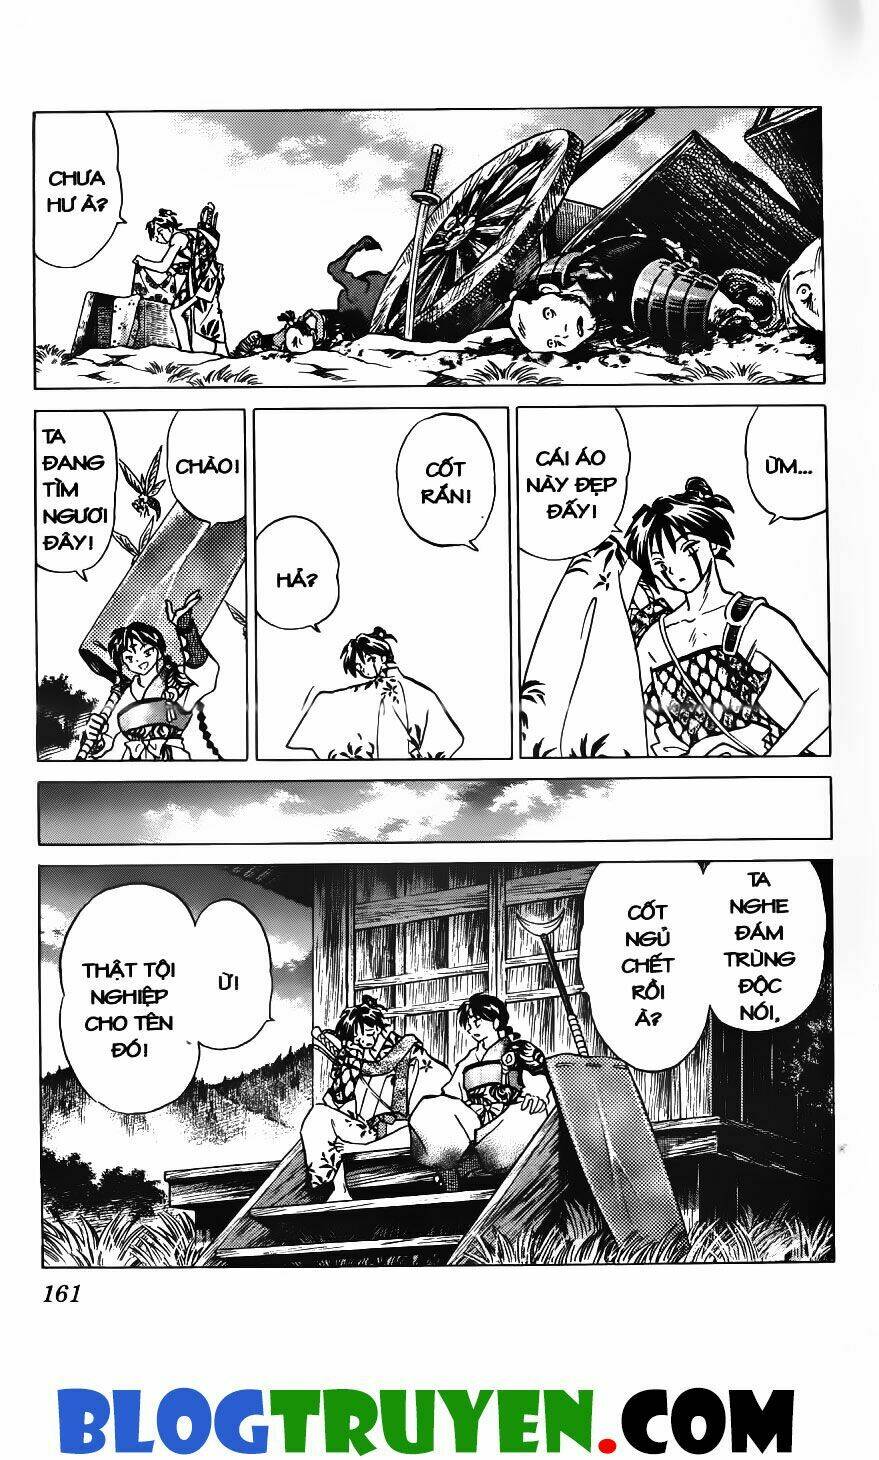 CHƯA
HƯ À?
ỪM...
CÁI ÁO
NÀY ĐẸP
ĐẤY!
CỐT
RẮN!
HẢ?
CHÀO!
TA
ĐANG
TÌM
NGƯƠI
ĐÂY!
TA
NGHE
ĐÁM
TRÙNG
ĐỘC
NÓI,
CỐT
NGỦ
CHẾT
RỒI
À?
Ừ!
THẬT TỘI
NGHIỆP
CHO TÊN
ĐÓ!
161
BLOGTRUYEN.COM